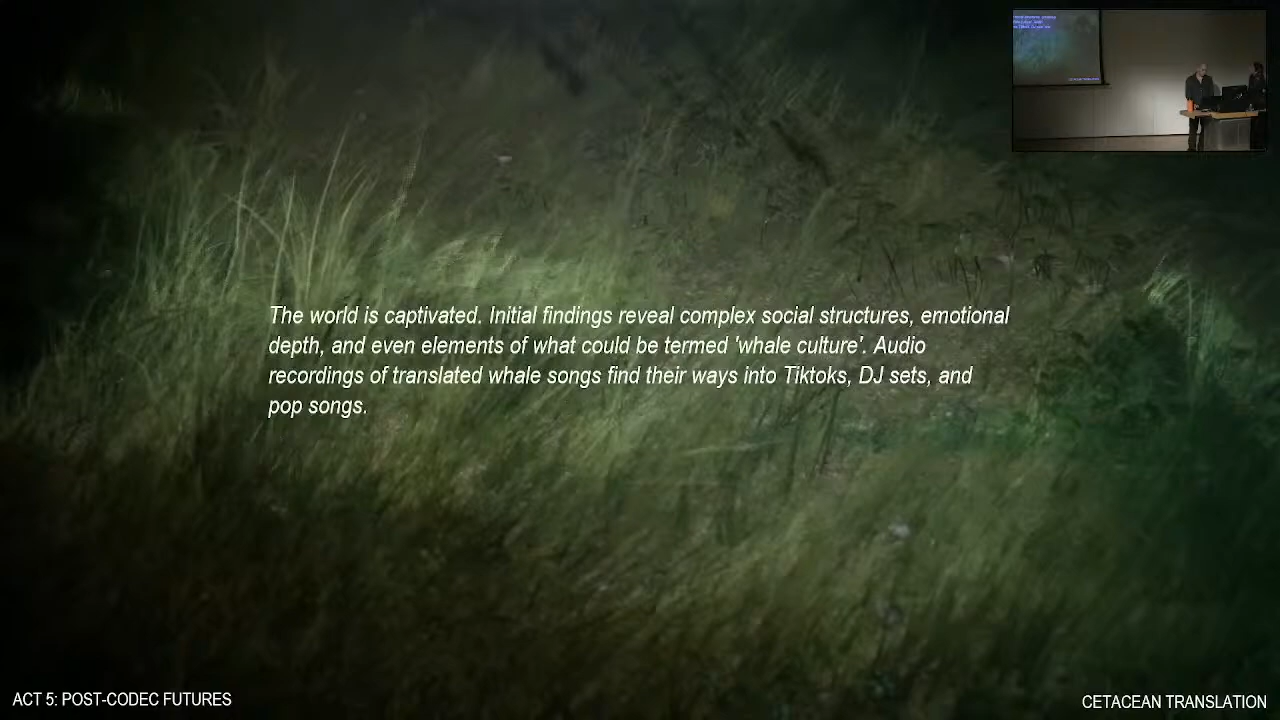 The world is captivated. Initial findings reveal complex social structures, emotional
depth, and even elements of what could be termed 'whale culture'. Audio
recordings of translated whale songs find their ways into Tiktoks, DJ sets, and
pop songs.
ACT 5: POST-CODEC FUTURES
CETACEAN TRANSLATION